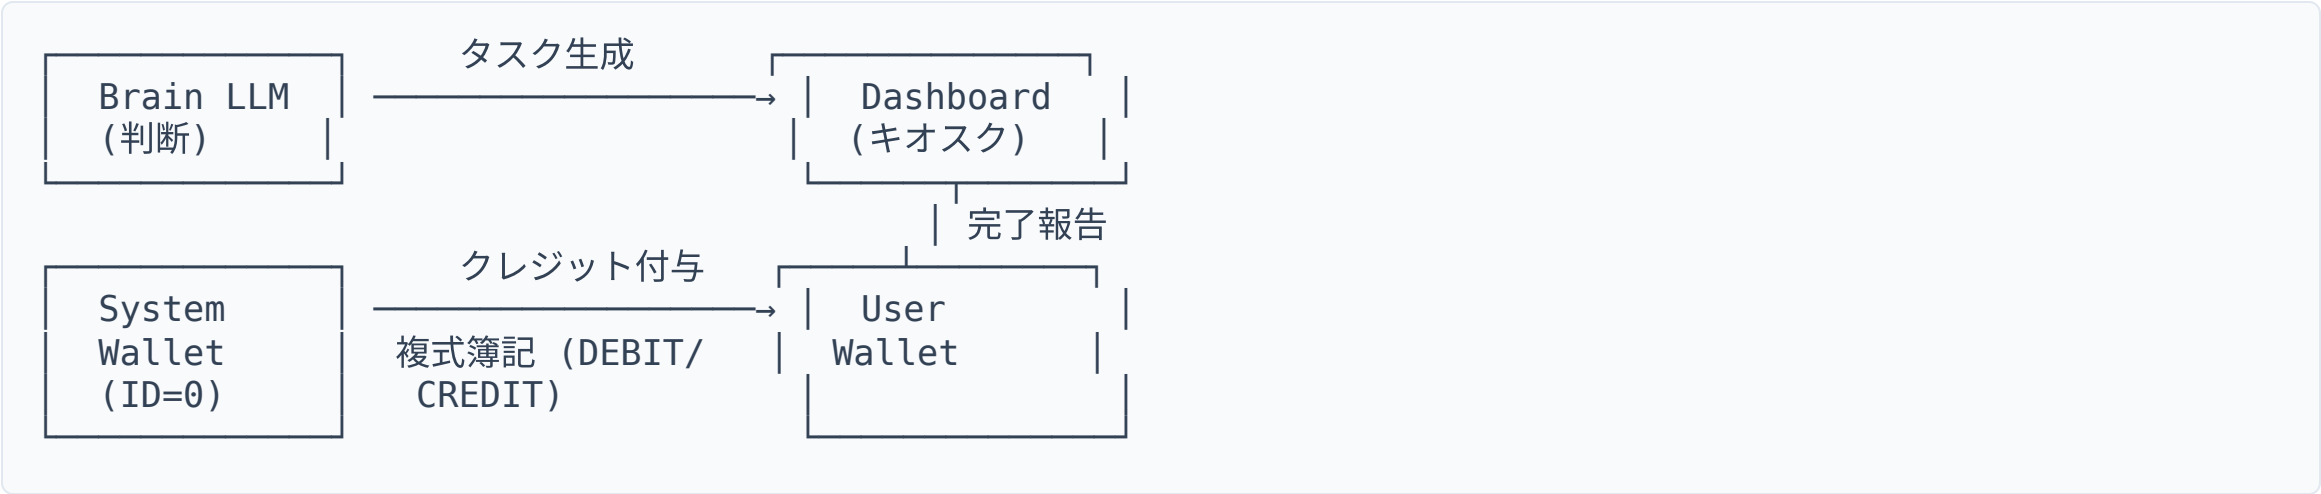 タスク生成
Brain LLM → Dashboard
(判断) (キオスク)
完了報告
クレジット付与
System → User
Wallet 複式簿記 (DEBIT/ Wallet
(ID=0) CREDIT)